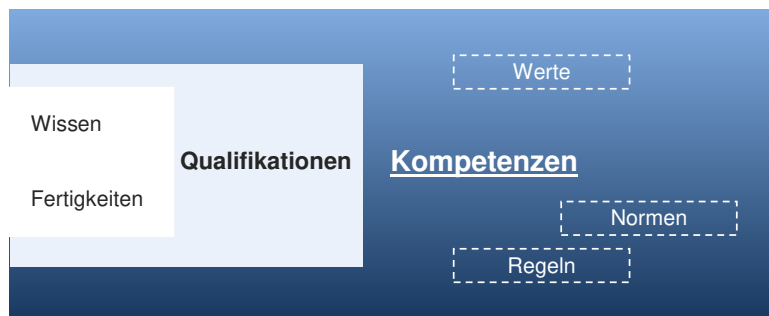 Werte
Wissen
Qualifikationen
Kompetenzen
Fertigkeiten
Normen
Regeln